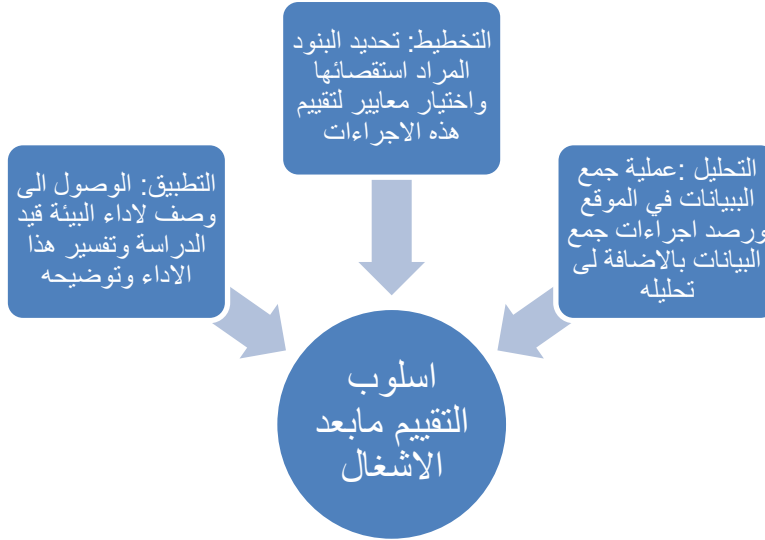 التخطيط: تحديد البنود
المراد استقصائها
واختيار معايير لتقييم
هذه الاجراءات
التحليل :عملية جمع
الببيانات في الموقع
ورصد اجراءات جمع
البيانات بالاضافة لى
تحليله
التطبيق: الوصول الى
وصف لاداء البيئة قيد
الدراسة وتفسير هذا
الاداء وتوضيحه
اسلوب
التقييم مابعد
الاشغال